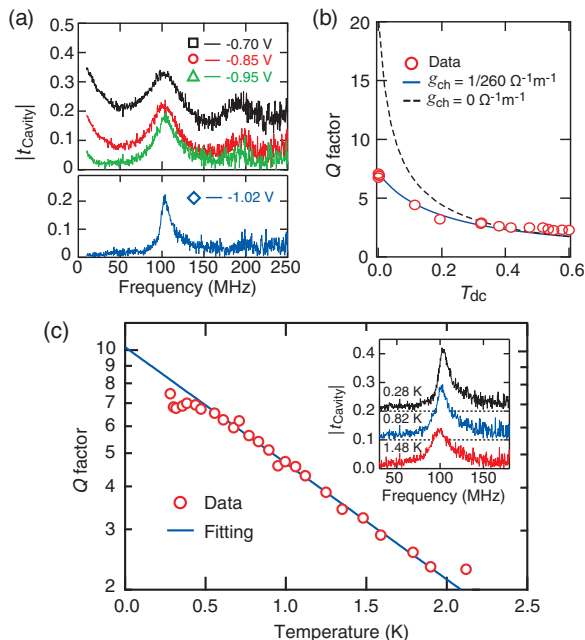 (a)
|tCavity|
0.5
0.4
0.3
0.2
0.1
0
-0.70 V
-0.85 V
-0.95 V
0.2
0.1
0
-1.02 V
0 50 100 150 200 250
Frequency (MHz)
(b)
Q factor
20
15
10
5
0
Data
gch = 1/260 Ω-1m-1
gch = 0 Ω-1m-1
0.0 0.2 0.4 0.6
Tdc
(c)
Q factor
10
9
8
7
6
5
4
3
2
Data
Fitting
0.0 0.5 1.0 1.5 2.0 2.5
Temperature (K)
|tCavity|
0.4
0.3
0.2
0.1
0.0
0.28 K
0.82 K
1.48 K
50 100 150
Frequency (MHz)